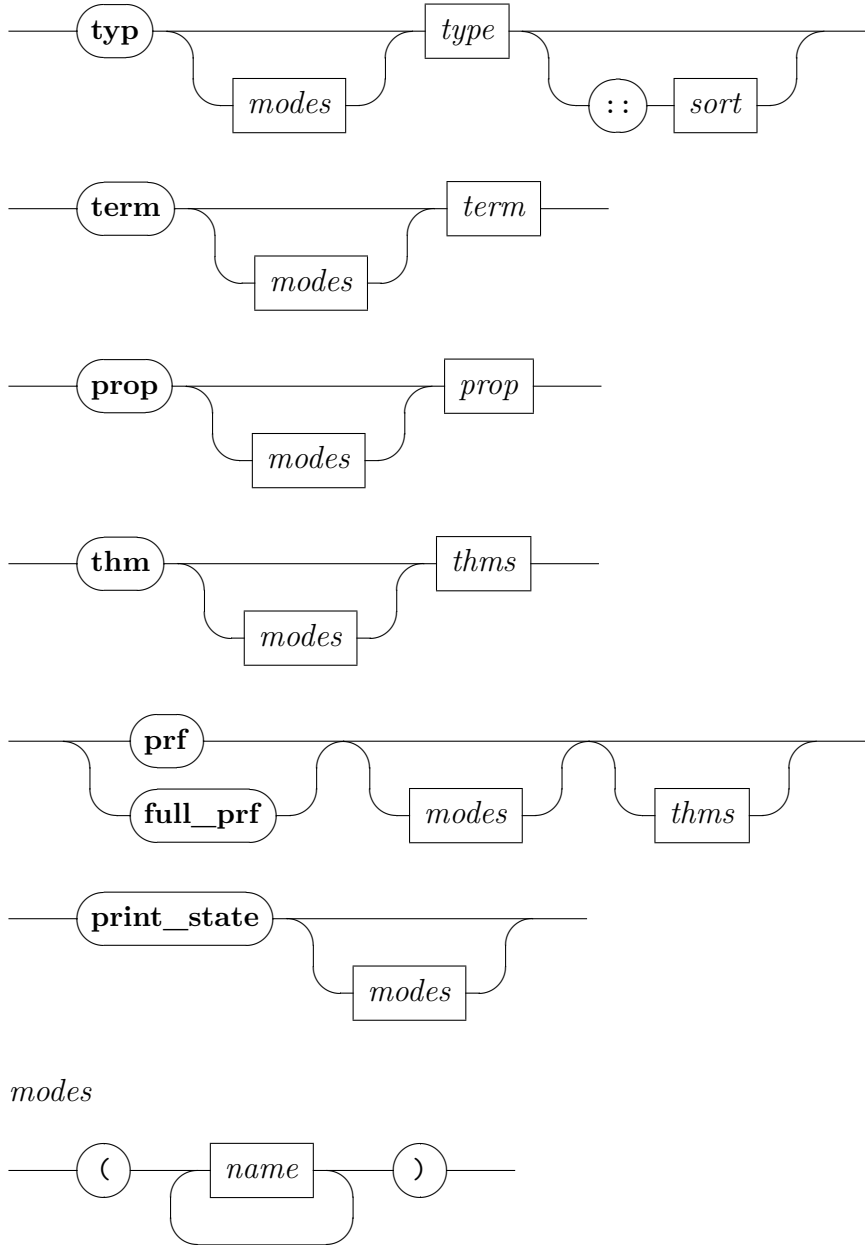 typ type
modes :: sort
term term
modes
prop prop
modes
thm thms
modes
prf
full_prf modes thms
print_state
modes
modes
( name )